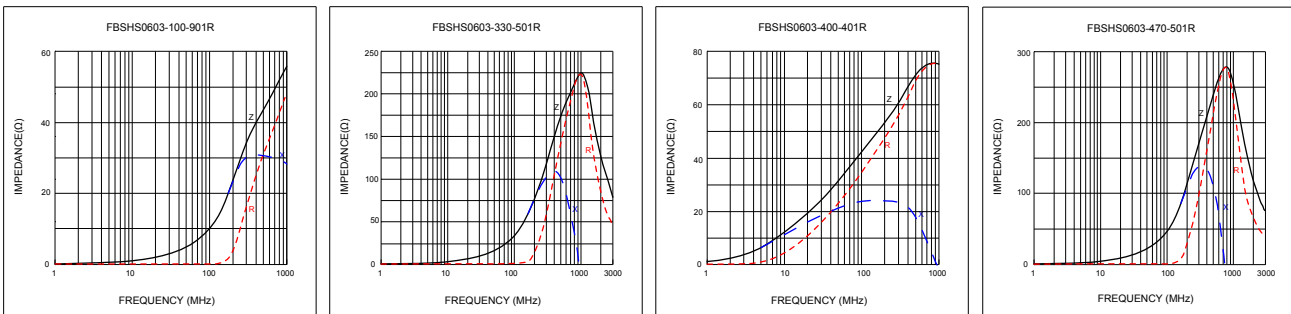 FBSHS0603-100-901R
60
40
20
0
IMPEDANCE(Ω)
Z
X
R
1
10
100
1000
FREQUENCY (MHz)
FBSHS0603-330-501R
250
225
200
150
100
75
50
25
0
IMPEDANCE(Ω)
Z
R
X
1
10
100
1000
3000
FREQUENCY (MHz)
FBSHS0603-400-401R
80
60
40
20
0
IMPEDANCE(Ω)
Z
R
X
1
10
100
1000
FREQUENCY (MHz)
FBSHS0603-470-501R
300
200
100
0
IMPEDANCE(Ω)
Z
R
X
1
10
100
1000
3000
FREQUENCY (MHz)